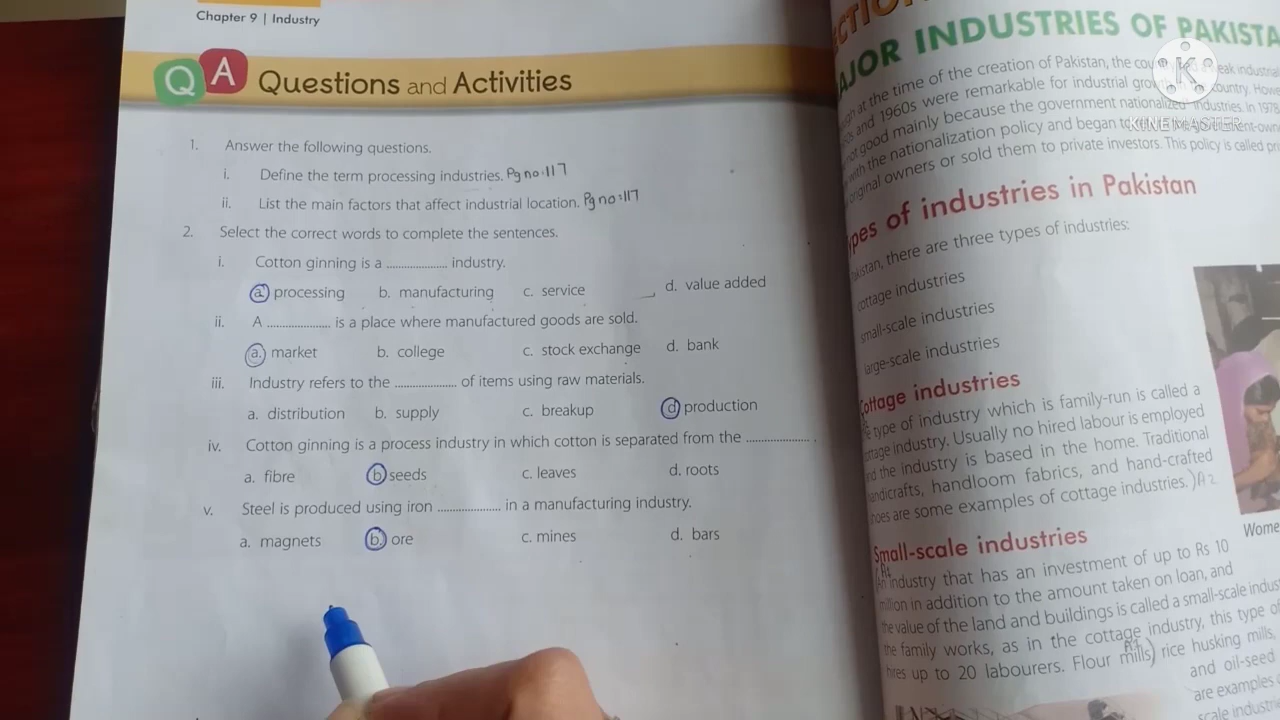 Chapter 9 | Industry
Q A Questions and Activities
1. Answer the following questions.
i. Define the term processing industries. Pg no:117
ii. List the main factors that affect industrial location. Pg no:117
2. Select the correct words to complete the sentences.
i. Cotton ginning is a .................... industry.
a. processing b. manufacturing c. service d. value added
ii. A .................... is a place where manufactured goods are sold.
a. market b. college c. stock exchange d. bank
iii. Industry refers to the .................... of items using raw materials.
a. distribution b. supply c. breakup d production
iv. Cotton ginning is a process industry in which cotton is separated from the .................... .
a. fibre b seeds c. leaves d. roots
v. Steel is produced using iron .................... in a manufacturing industry.
a. magnets b. ore c. mines d. bars
MAJOR INDUSTRIES OF PAKISTA
at the time of the creation of Pakistan, the industrial
and 1960s were remarkable for industrial country. Howe
not good mainly because the government nationalized industries. In
with the nationalization policy and began
original owners or sold them to private investors. This policy is called
KINEMASTER
Types of industries in Pakistan
Pakistan, there are three types of industries:
cottage industries
small-scale industries
large-scale industries
Cottage industries
type of industry which is family-run is called a
cottage industry. Usually no hired labour is employed
and the industry is based in the home. Traditional
handicrafts, handloom fabrics, and hand-crafted
shoes are some examples of cottage industries.) A2
Wome
Small-scale industries
An industry that has an investment of up to Rs 10
million in addition to the amount taken on loan, and
the value of the land and buildings is called a small-scale indus
the family works, as in the cottage industry, this type of
hires up to 20 labourers. Flour mills) rice husking mills,
and oil-seed
are examples
scale indust